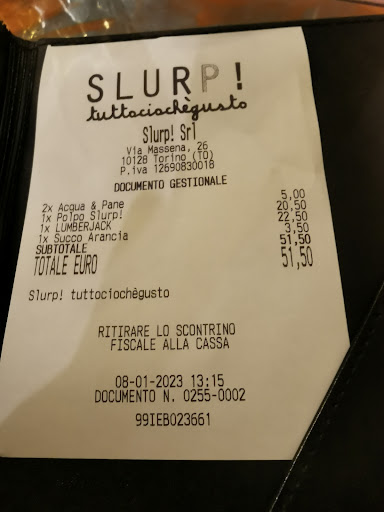 SLURP!
tuttociochègusto
Slurp! Srl
Via Massena, 26
10128 Torino (TO)
P.iva 12690830018
DOCUMENTO GESTIONALE
2x Acqua & Pane 5,00
1x Polpo Slurp! 20,50
1x LUMBERJACK 22,50
1x Succo Arancia 3,50
SUBTOTALE 51,50
TOTALE EURO 51,50
Slurp! tuttociochègusto
RITIRARE LO SCONTRINO
FISCALE ALLA CASSA
08-01-2023 13:15
DOCUMENTO N. 0255-0002
99IEB023661